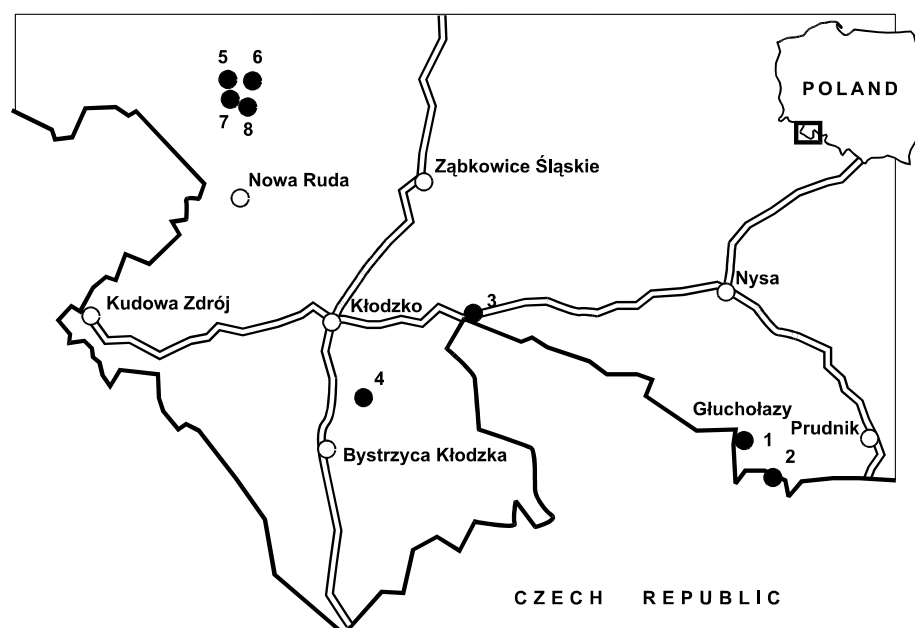 5 6
POLAND
7
8
Ząbkowice Śląskie
Nowa Ruda
Nysa
Kudowa Zdrój
Kłodzko
3
4
Głuchołazy
Prudnik
1
Bystrzyca Kłodzka
2
CZECH REPUBLIC